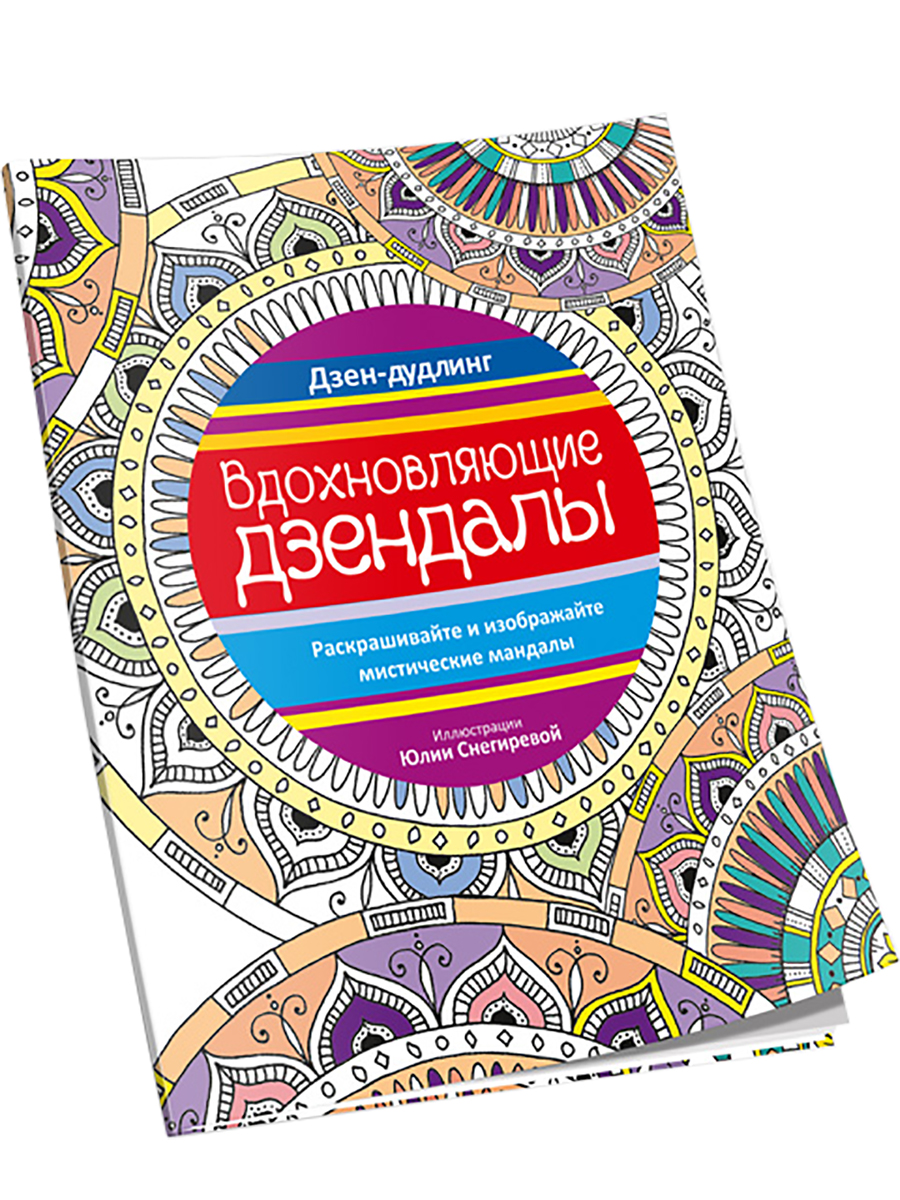 Дзен-дудлинг
Вдохновляющие
дзендалы
Раскрашивайте и изображайте
мистические мандалы
Иллюстрации
Юлии Снегиревой